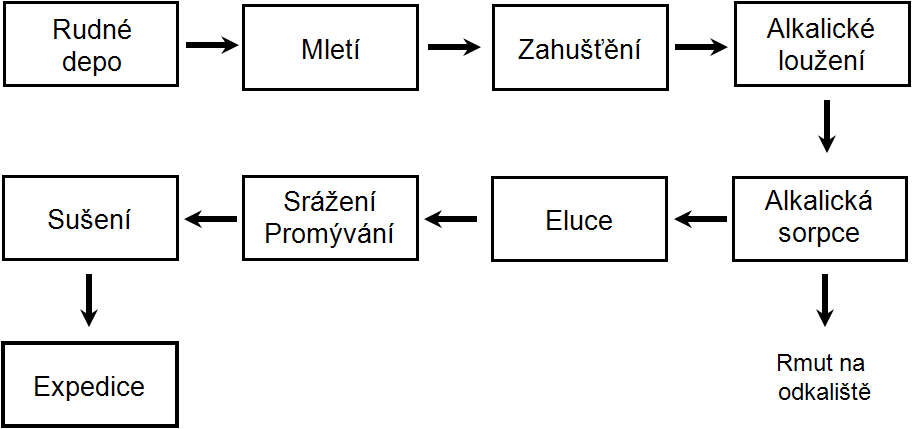 Rudné
depo
Mletí
Zahušťění
Alkalické
loužení
Sušení
Srážení
Promývání
Eluce
Alkalická
sorpce
Expedice
Rmut na
odkaliště